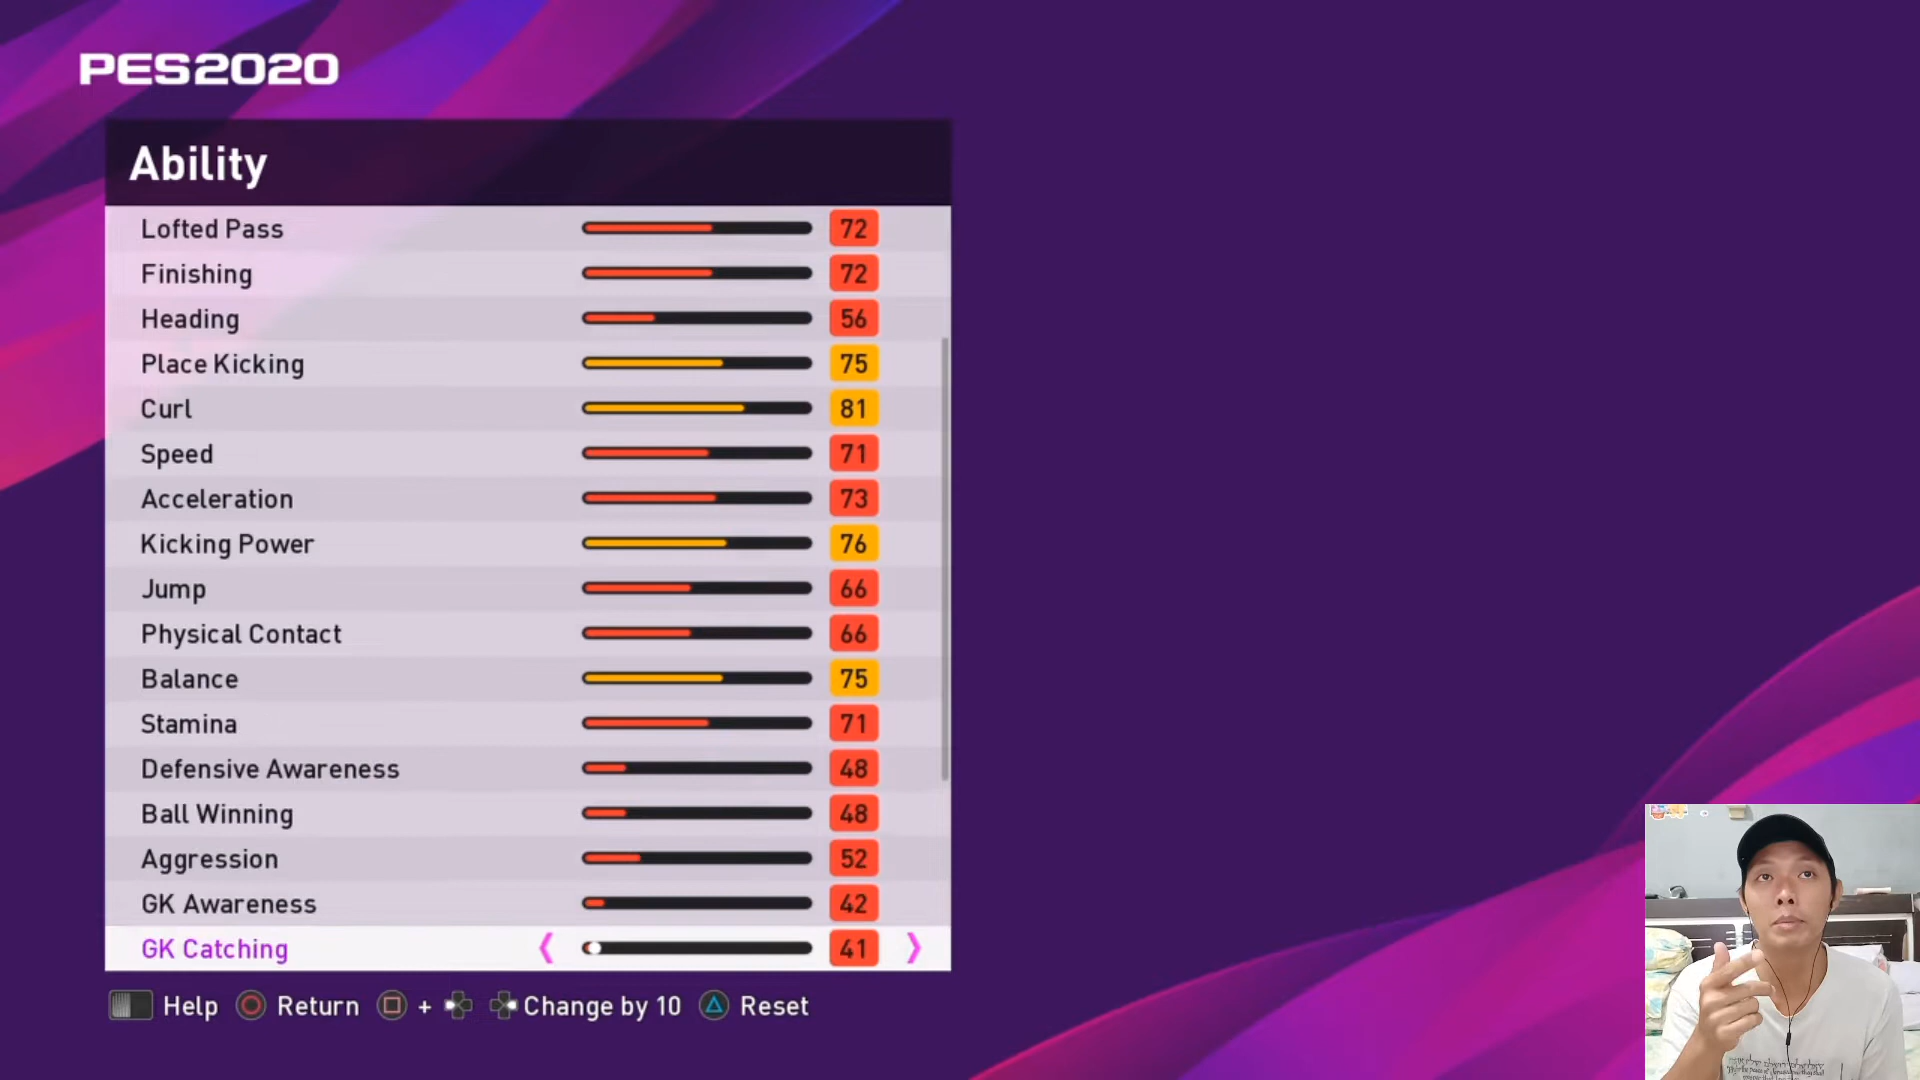 PES2020
Ability
Lofted Pass 72
Finishing 72
Heading 56
Place Kicking 75
Curl 81
Speed 71
Acceleration 73
Kicking Power 76
Jump 66
Physical Contact 66
Balance 75
Stamina 71
Defensive Awareness 48
Ball Winning 48
Aggression 52
GK Awareness 42
GK Catching 41
Help Return + Change by 10 Reset